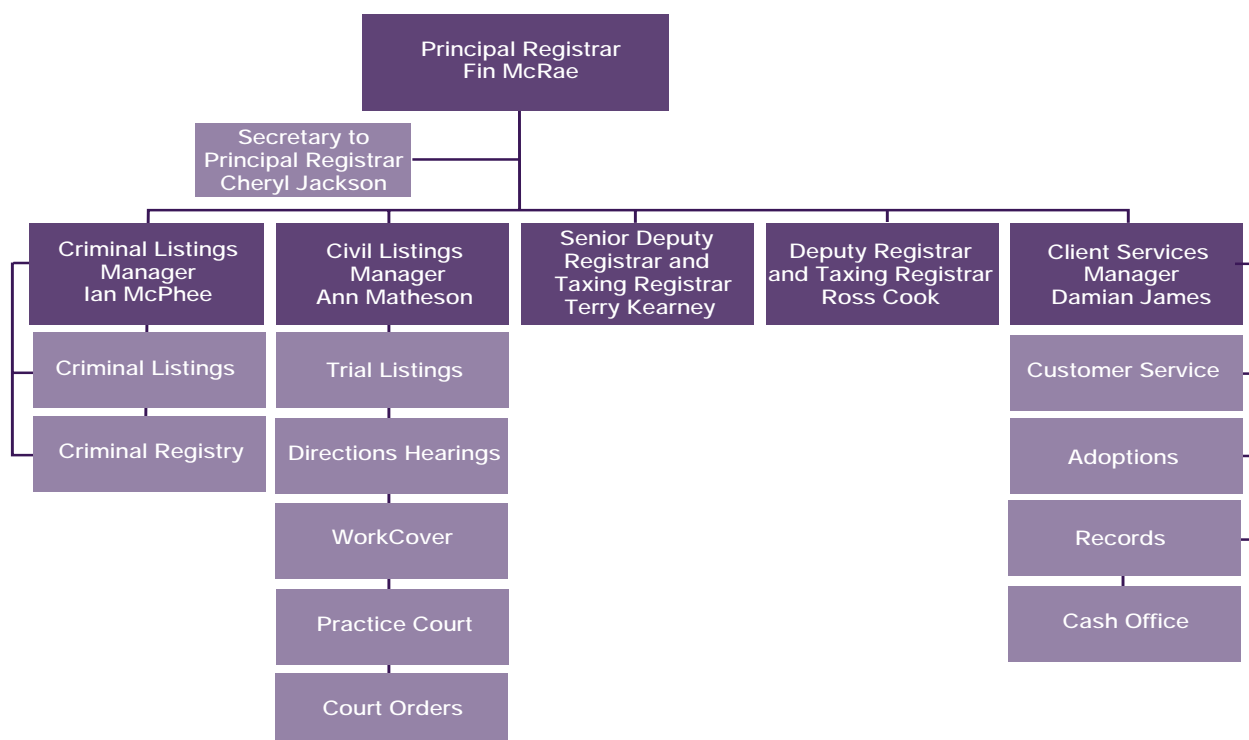 Principal Registrar
Fin McRae
Secretary to
Principal Registrar
Cheryl Jackson
Criminal Listings
Manager
Ian McPhee
Civil Listings
Manager
Ann Matheson
Senior Deputy
Registrar and
Taxing Registrar
Terry Kearney
Deputy Registrar
and Taxing Registrar
Ross Cook
Client Services
Manager
Damian James
Criminal Listings
Criminal Registry
Trial Listings
Directions Hearings
WorkCover
Practice Court
Court Orders
Customer Service
Adoptions
Records
Cash Office